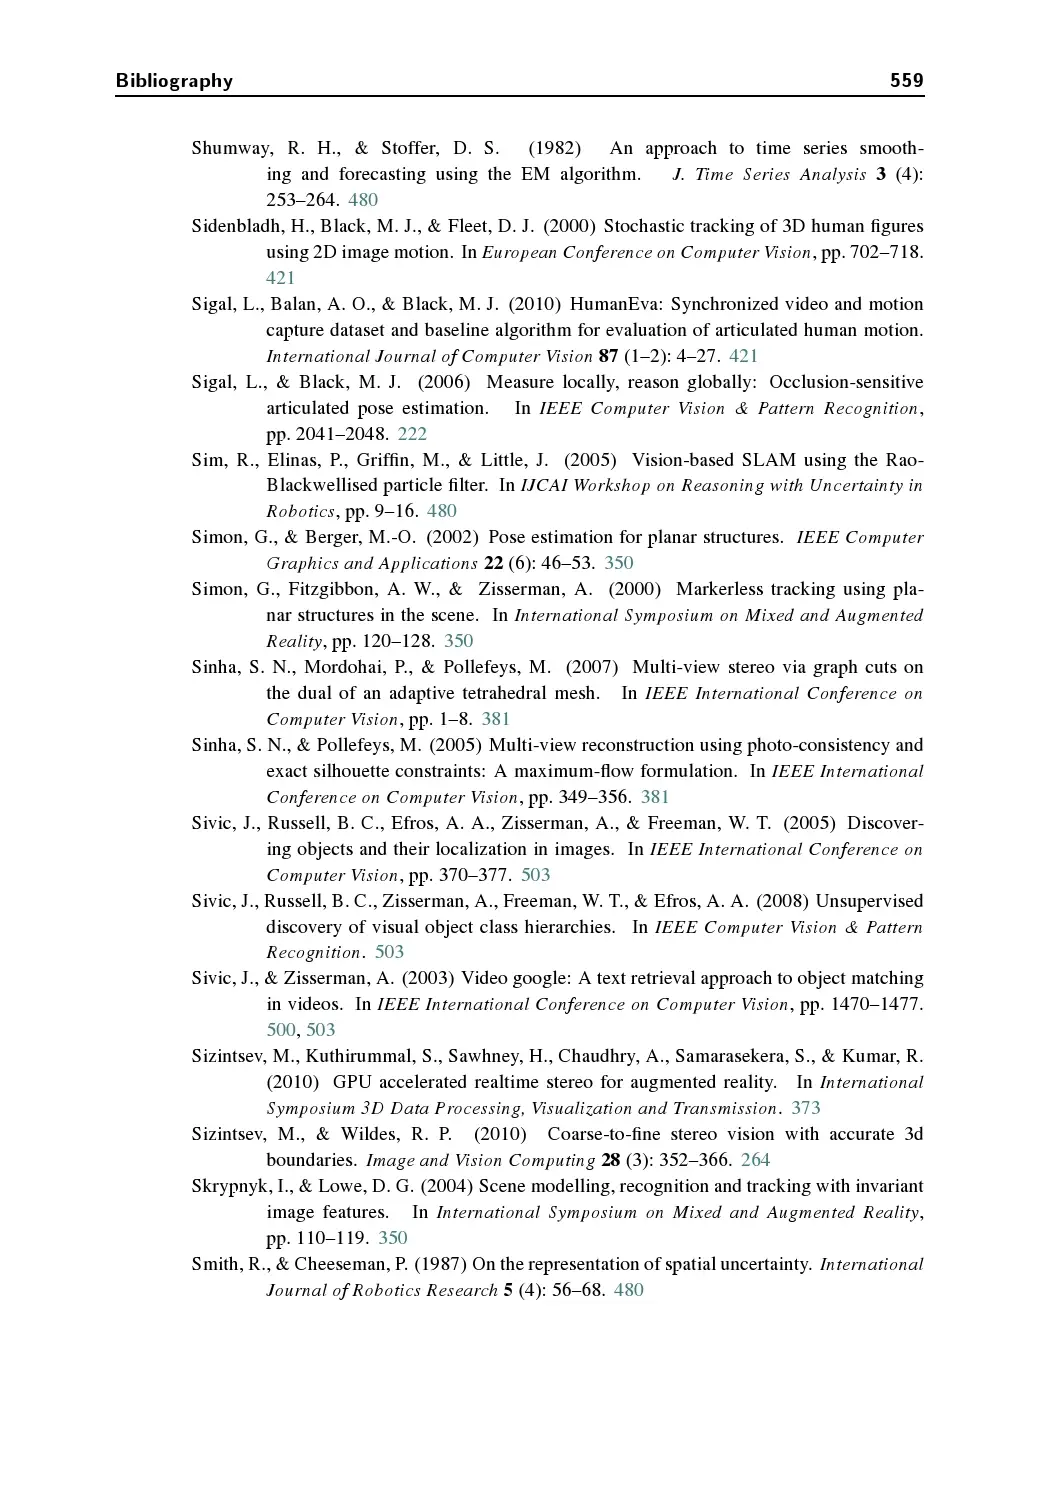 Bibliography 559
Shumway, R. H., & Stoffer, D. S. (1982) An approach to time series smooth-
ing and forecasting using the EM algorithm. J. Time Series Analysis 3 (4):
253–264. 480
Sidenbladh, H., Black, M. J., & Fleet, D. J. (2000) Stochastic tracking of 3D human figures
using 2D image motion. In European Conference on Computer Vision, pp. 702–718.
421
Sigal, L., Balan, A. O., & Black, M. J. (2010) HumanEva: Synchronized video and motion
capture dataset and baseline algorithm for evaluation of articulated human motion.
International Journal of Computer Vision 87 (1–2): 4–27. 421
Sigal, L., & Black, M. J. (2006) Measure locally, reason globally: Occlusion-sensitive
articulated pose estimation. In IEEE Computer Vision & Pattern Recognition,
pp. 2041–2048. 222
Sim, R., Elinas, P., Griffin, M., & Little, J. (2005) Vision-based SLAM using the Rao-
Blackwellised particle filter. In IJCAI Workshop on Reasoning with Uncertainty in
Robotics, pp. 9–16. 480
Simon, G., & Berger, M.-O. (2002) Pose estimation for planar structures. IEEE Computer
Graphics and Applications 22 (6): 46–53. 350
Simon, G., Fitzgibbon, A. W., & Zisserman, A. (2000) Markerless tracking using pla-
nar structures in the scene. In International Symposium on Mixed and Augmented
Reality, pp. 120–128. 350
Sinha, S. N., Mordohai, P., & Pollefeys, M. (2007) Multi-view stereo via graph cuts on
the dual of an adaptive tetrahedral mesh. In IEEE International Conference on
Computer Vision, pp. 1–8. 381
Sinha, S. N., & Pollefeys, M. (2005) Multi-view reconstruction using photo-consistency and
exact silhouette constraints: A maximum-flow formulation. In IEEE International
Conference on Computer Vision, pp. 349–356. 381
Sivic, J., Russell, B. C., Efros, A. A., Zisserman, A., & Freeman, W. T. (2005) Discover-
ing objects and their localization in images. In IEEE International Conference on
Computer Vision, pp. 370–377. 503
Sivic, J., Russell, B. C., Zisserman, A., Freeman, W. T., & Efros, A. A. (2008) Unsupervised
discovery of visual object class hierarchies. In IEEE Computer Vision & Pattern
Recognition. 503
Sivic, J., & Zisserman, A. (2003) Video google: A text retrieval approach to object matching
in videos. In IEEE International Conference on Computer Vision, pp. 1470–1477.
500, 503
Sizintsev, M., Kuthirummal, S., Sawhney, H., Chaudhry, A., Samarasekera, S., & Kumar, R.
(2010) GPU accelerated realtime stereo for augmented reality. In International
Symposium 3D Data Processing, Visualization and Transmission. 373
Sizintsev, M., & Wildes, R. P. (2010) Coarse-to-fine stereo vision with accurate 3d
boundaries. Image and Vision Computing 28 (3): 352–366. 264
Skrypnyk, I., & Lowe, D. G. (2004) Scene modelling, recognition and tracking with invariant
image features. In International Symposium on Mixed and Augmented Reality,
pp. 110–119. 350
Smith, R., & Cheeseman, P. (1987) On the representation of spatial uncertainty. International
Journal of Robotics Research 5 (4): 56–68. 480